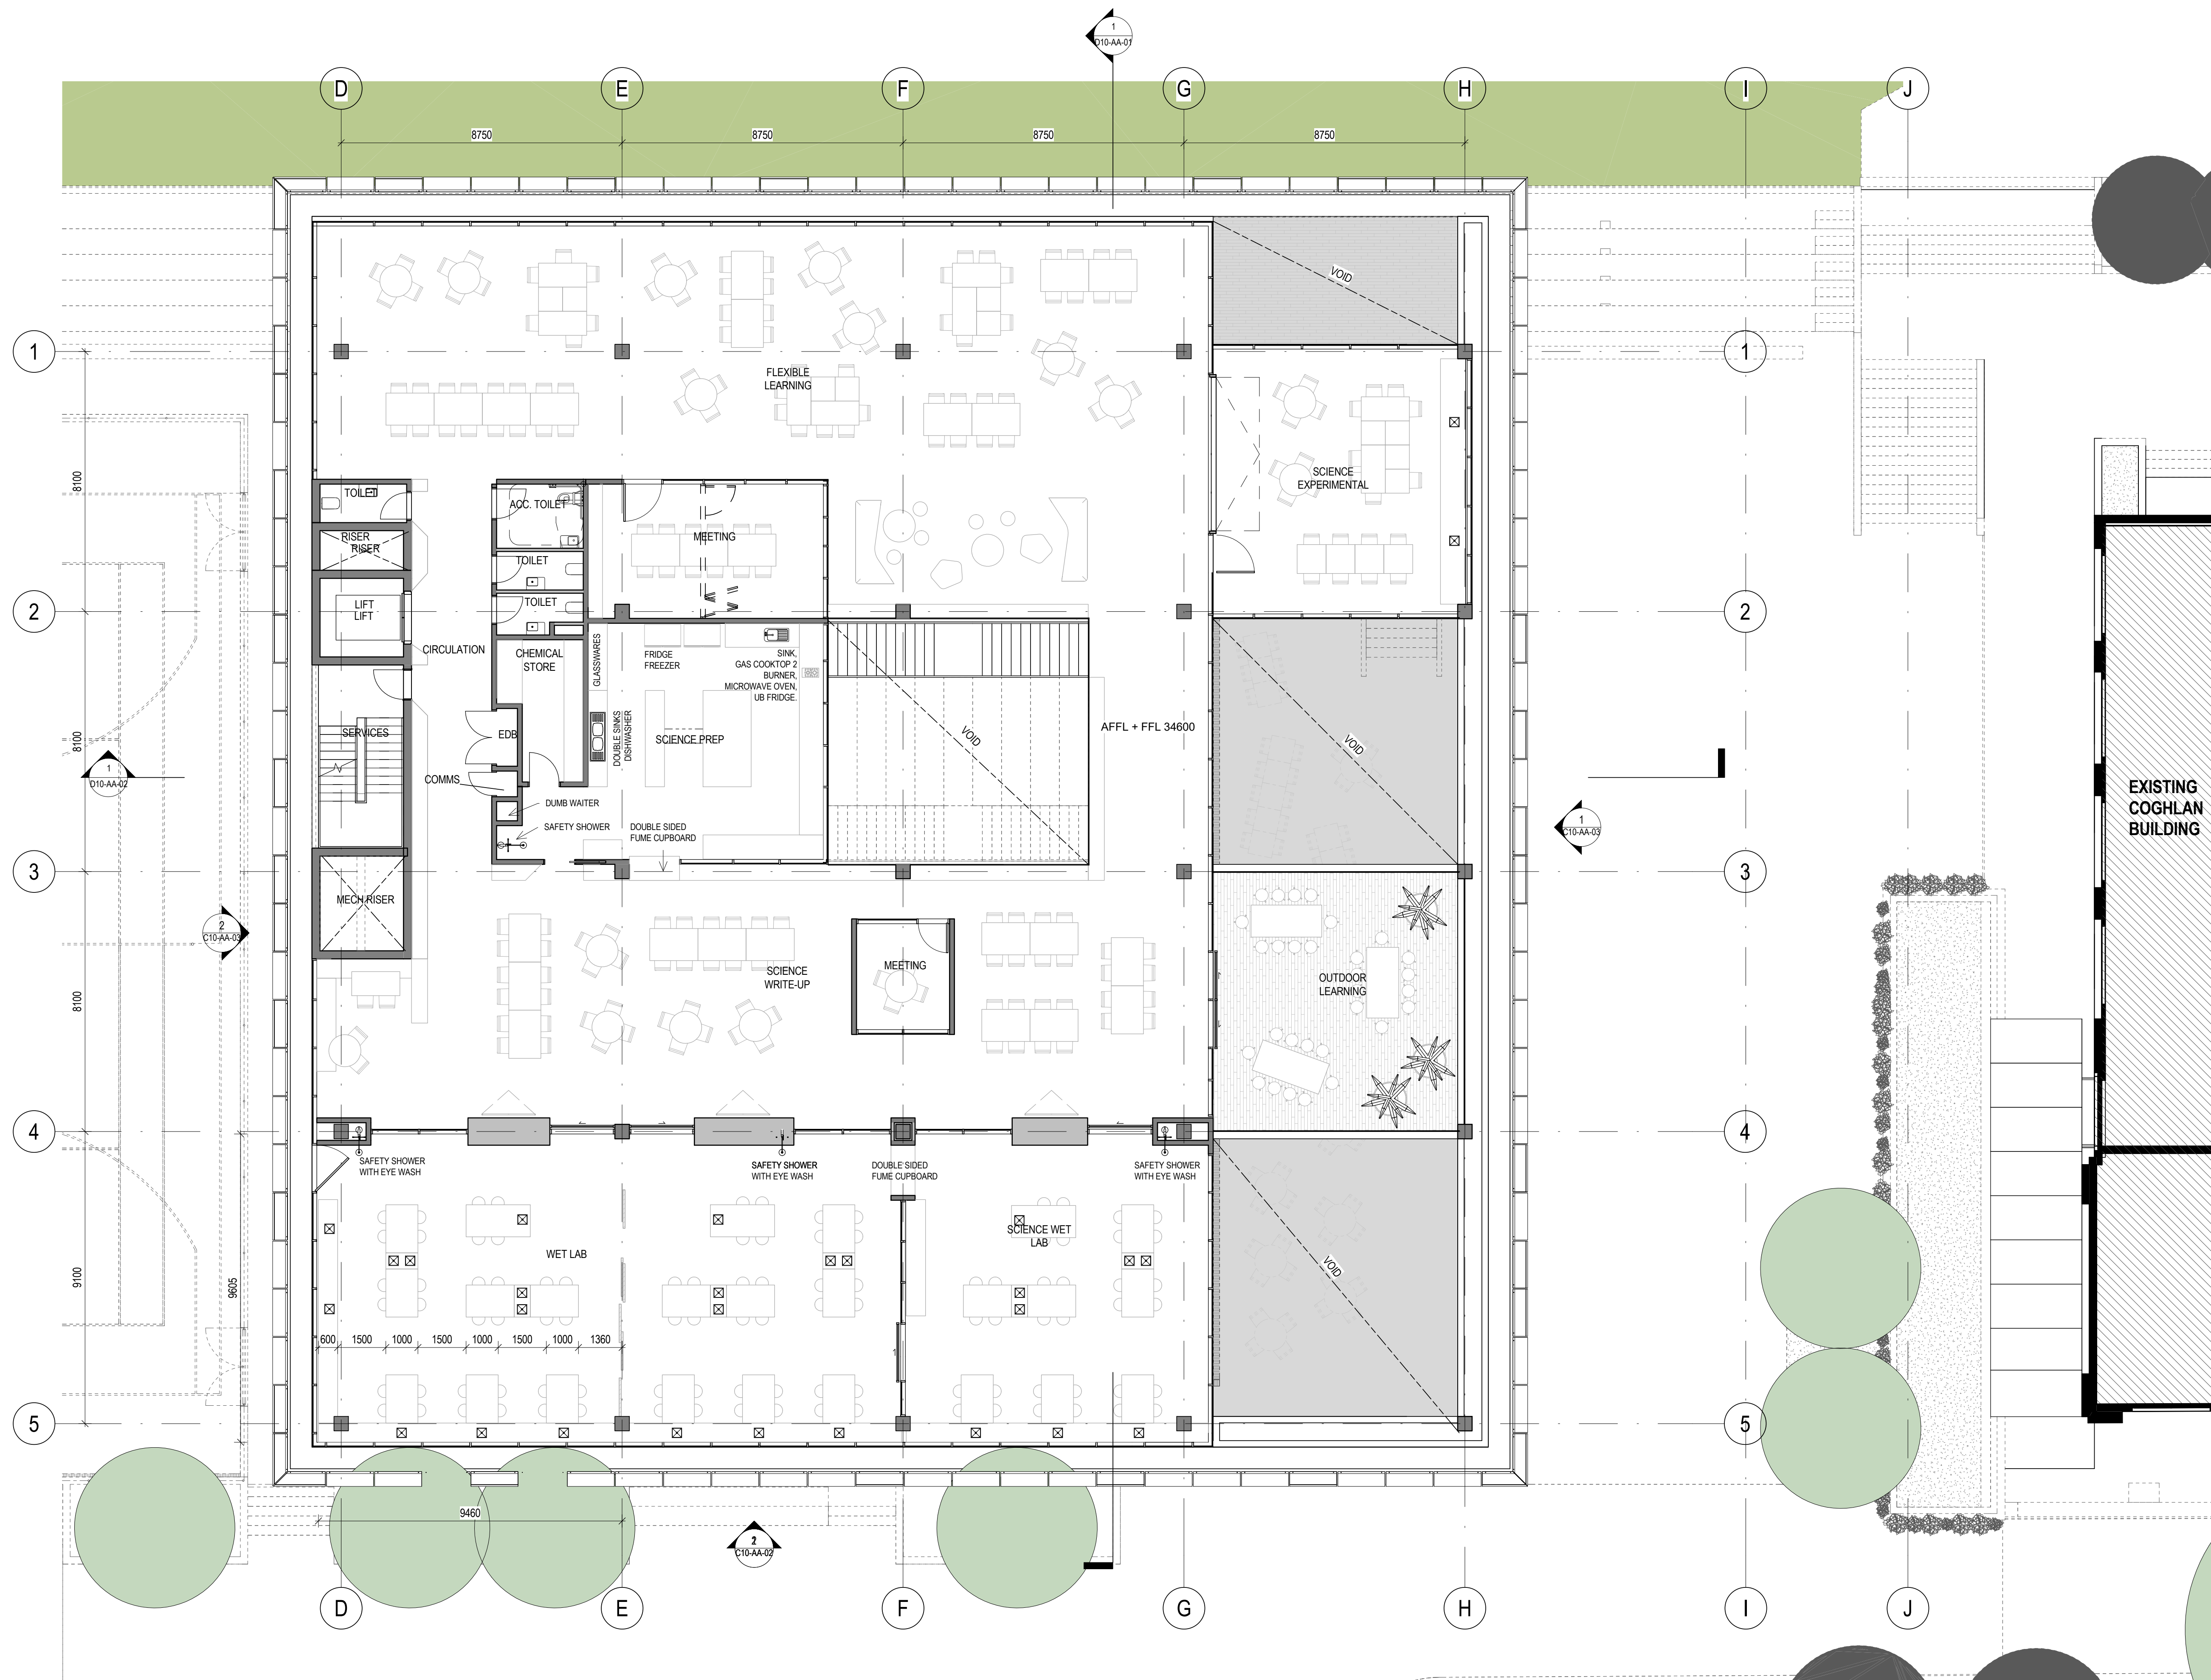 1
D10-AA-01
D
E
F
G
H
I
J
8750
8750
8750
8750
VOID
1
1
FLEXIBLE
LEARNING
SCIENCE
EXPERIMENTAL
8100
TOILET
ACC. TOILET
MEETING
RISER
RISER
TOILET
TOILET
LIFT
LIFT
2
2
CIRCULATION
CHEMICAL
STORE
GLASSWARES
FRIDGE
FREEZER
SINK,
GAS COOKTOP 2
BURNER,
MICROWAVE OVEN,
UB FRIDGE.
8100
SERVICES
EDB
DOUBLE SINKS
DISHWASHER
SCIENCE PREP
VOID
AFFL + FFL 34600
VOID
1
D10-AA-02
COMMS
DUMB WAITER
SAFETY SHOWER
DOUBLE SIDED
FUME CUPBOARD
1
C10-AA-03
EXISTING
COGHLAN
BUILDING
3
3
MECH RISER
2
C10-AA-03
8100
SCIENCE
WRITE-UP
MEETING
OUTDOOR
LEARNING
4
4
SAFETY SHOWER
WITH EYE WASH
SAFETY SHOWER
WITH EYE WASH
DOUBLE SIDED
FUME CUPBOARD
SAFETY SHOWER
WITH EYE WASH
9100
9605
WET LAB
SCIENCE WET
LAB
VOID
600
1500
1000
1500
1000
1500
1000
1360
5
5
9460
2
C10-AA-02
D
E
F
G
H
I
J